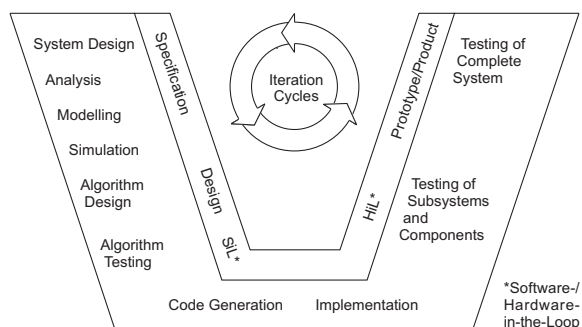 System Design
Analysis
Modelling
Simulation
Algorithm
Design
Algorithm
Testing
Specification
Design
SiL*
Iteration
Cycles
Code Generation
Implementation
HiL*
Prototype/Product
Testing of
Complete
System
Testing of
Subsystems
and
Components
*Software-/
Hardware-
in-the-Loop